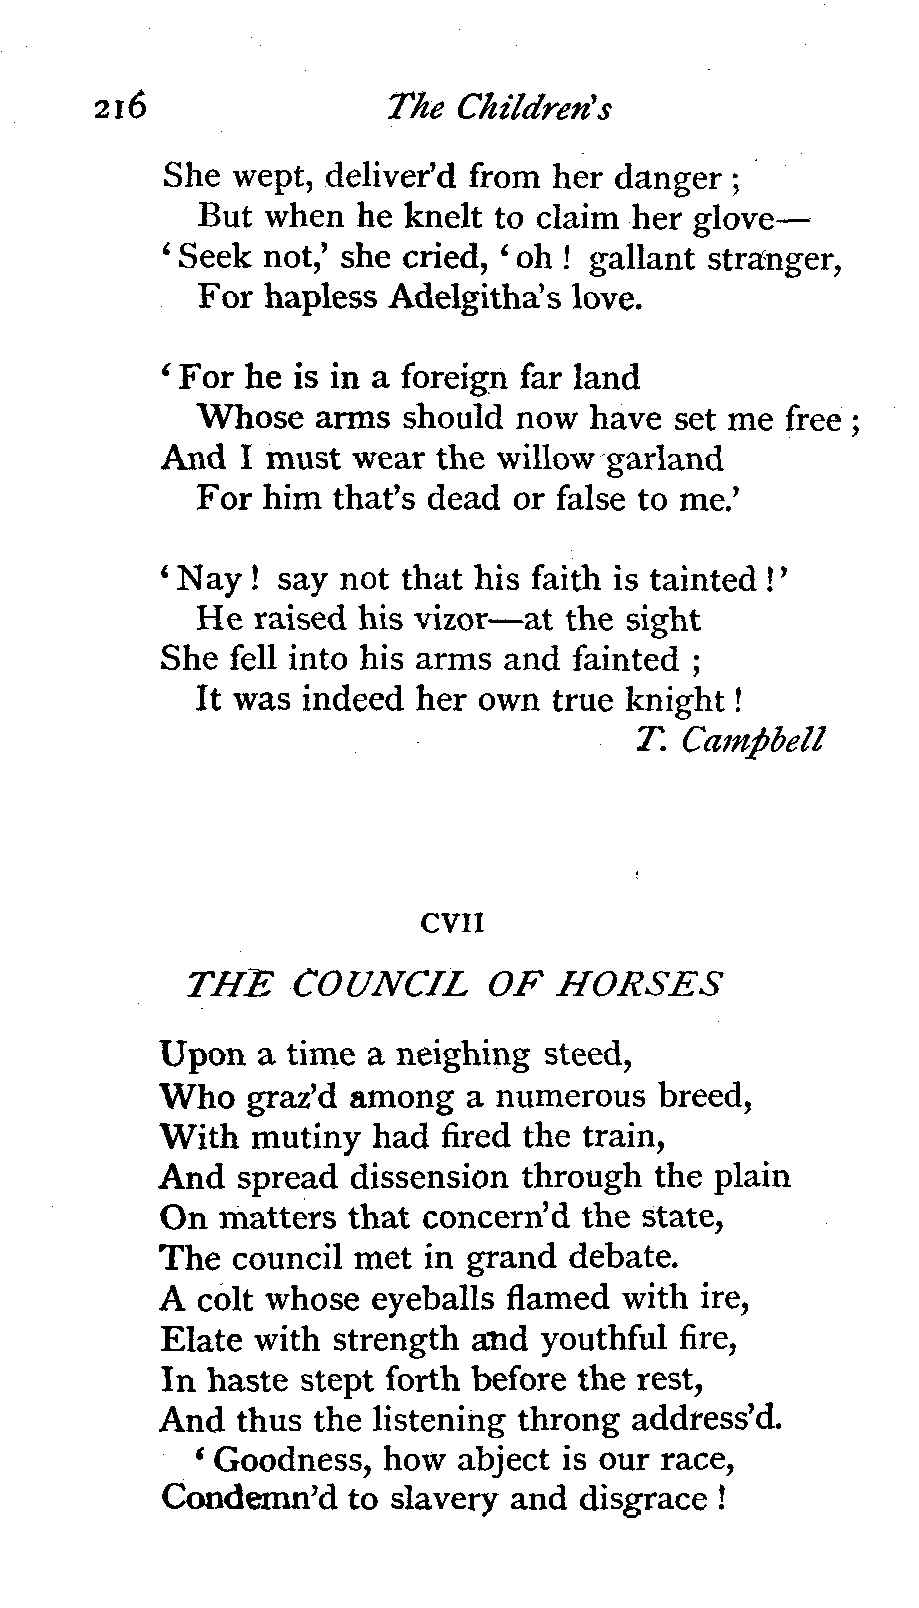 216 The Children's
She wept, deliver'd from her danger ;
But when he knelt to claim her glove—
‘ Seek not,’ she cried, ‘ oh ! gallant stranger,
For hapless Adelgitha's love.
‘ For he is in a foreign far land
Whose arms should now have set me free ;
And I must wear the willow garland
For him that's dead or false to me.’
‘ Nay ! say not that his faith is tainted ! ’
He raised his vizor—at the sight
She fell into his arms and fainted ;
It was indeed her own true knight !
T. Campbell
CVII
THE COUNCIL OF HORSES
Upon a time a neighing steed,
Who graz'd among a numerous breed,
With mutiny had fired the train,
And spread dissension through the plain
On matters that concern'd the state,
The council met in grand debate.
A colt whose eyeballs flamed with ire,
Elate with strength and youthful fire,
In haste stept forth before the rest,
And thus the listening throng address'd.
‘ Goodness, how abject is our race,
Condemn'd to slavery and disgrace !